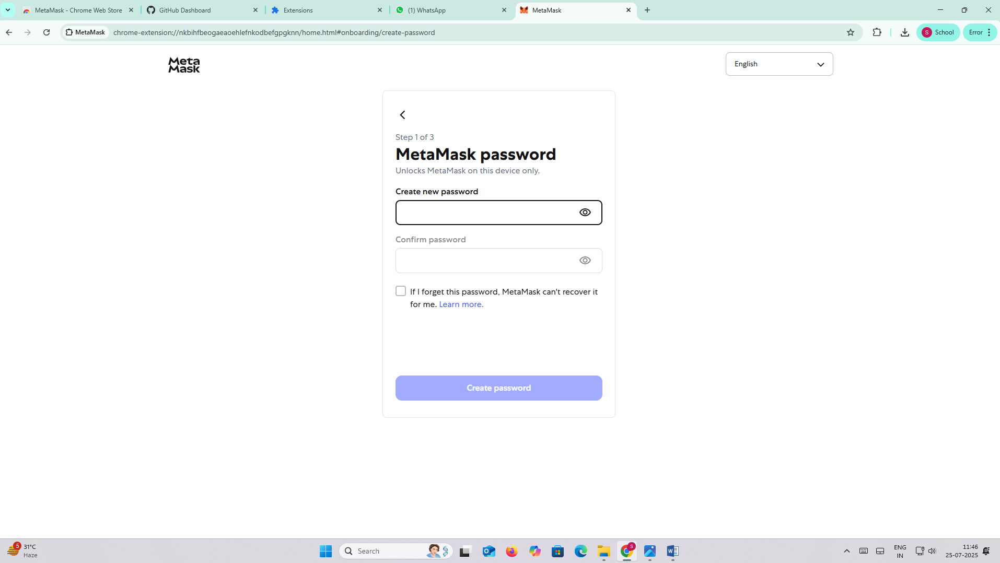 MetaMask - Chrome Web Store
GitHub Dashboard
Extensions
(1) WhatsApp
MetaMask
MetaMask
chrome-extension://nkbihfbeogaeaoehlefnkodbefgpgknn/home.html#onboarding/create-password
S
School
Error
Meta
Mask
English
Step 1 of 3
MetaMask password
Unlocks MetaMask on this device only.
Create new password
Confirm password
If I forget this password, MetaMask can't recover it
for me. Learn more.
Create password
5
31°C
Haze
Search
S
ENG
IN
11:46
25-07-2025